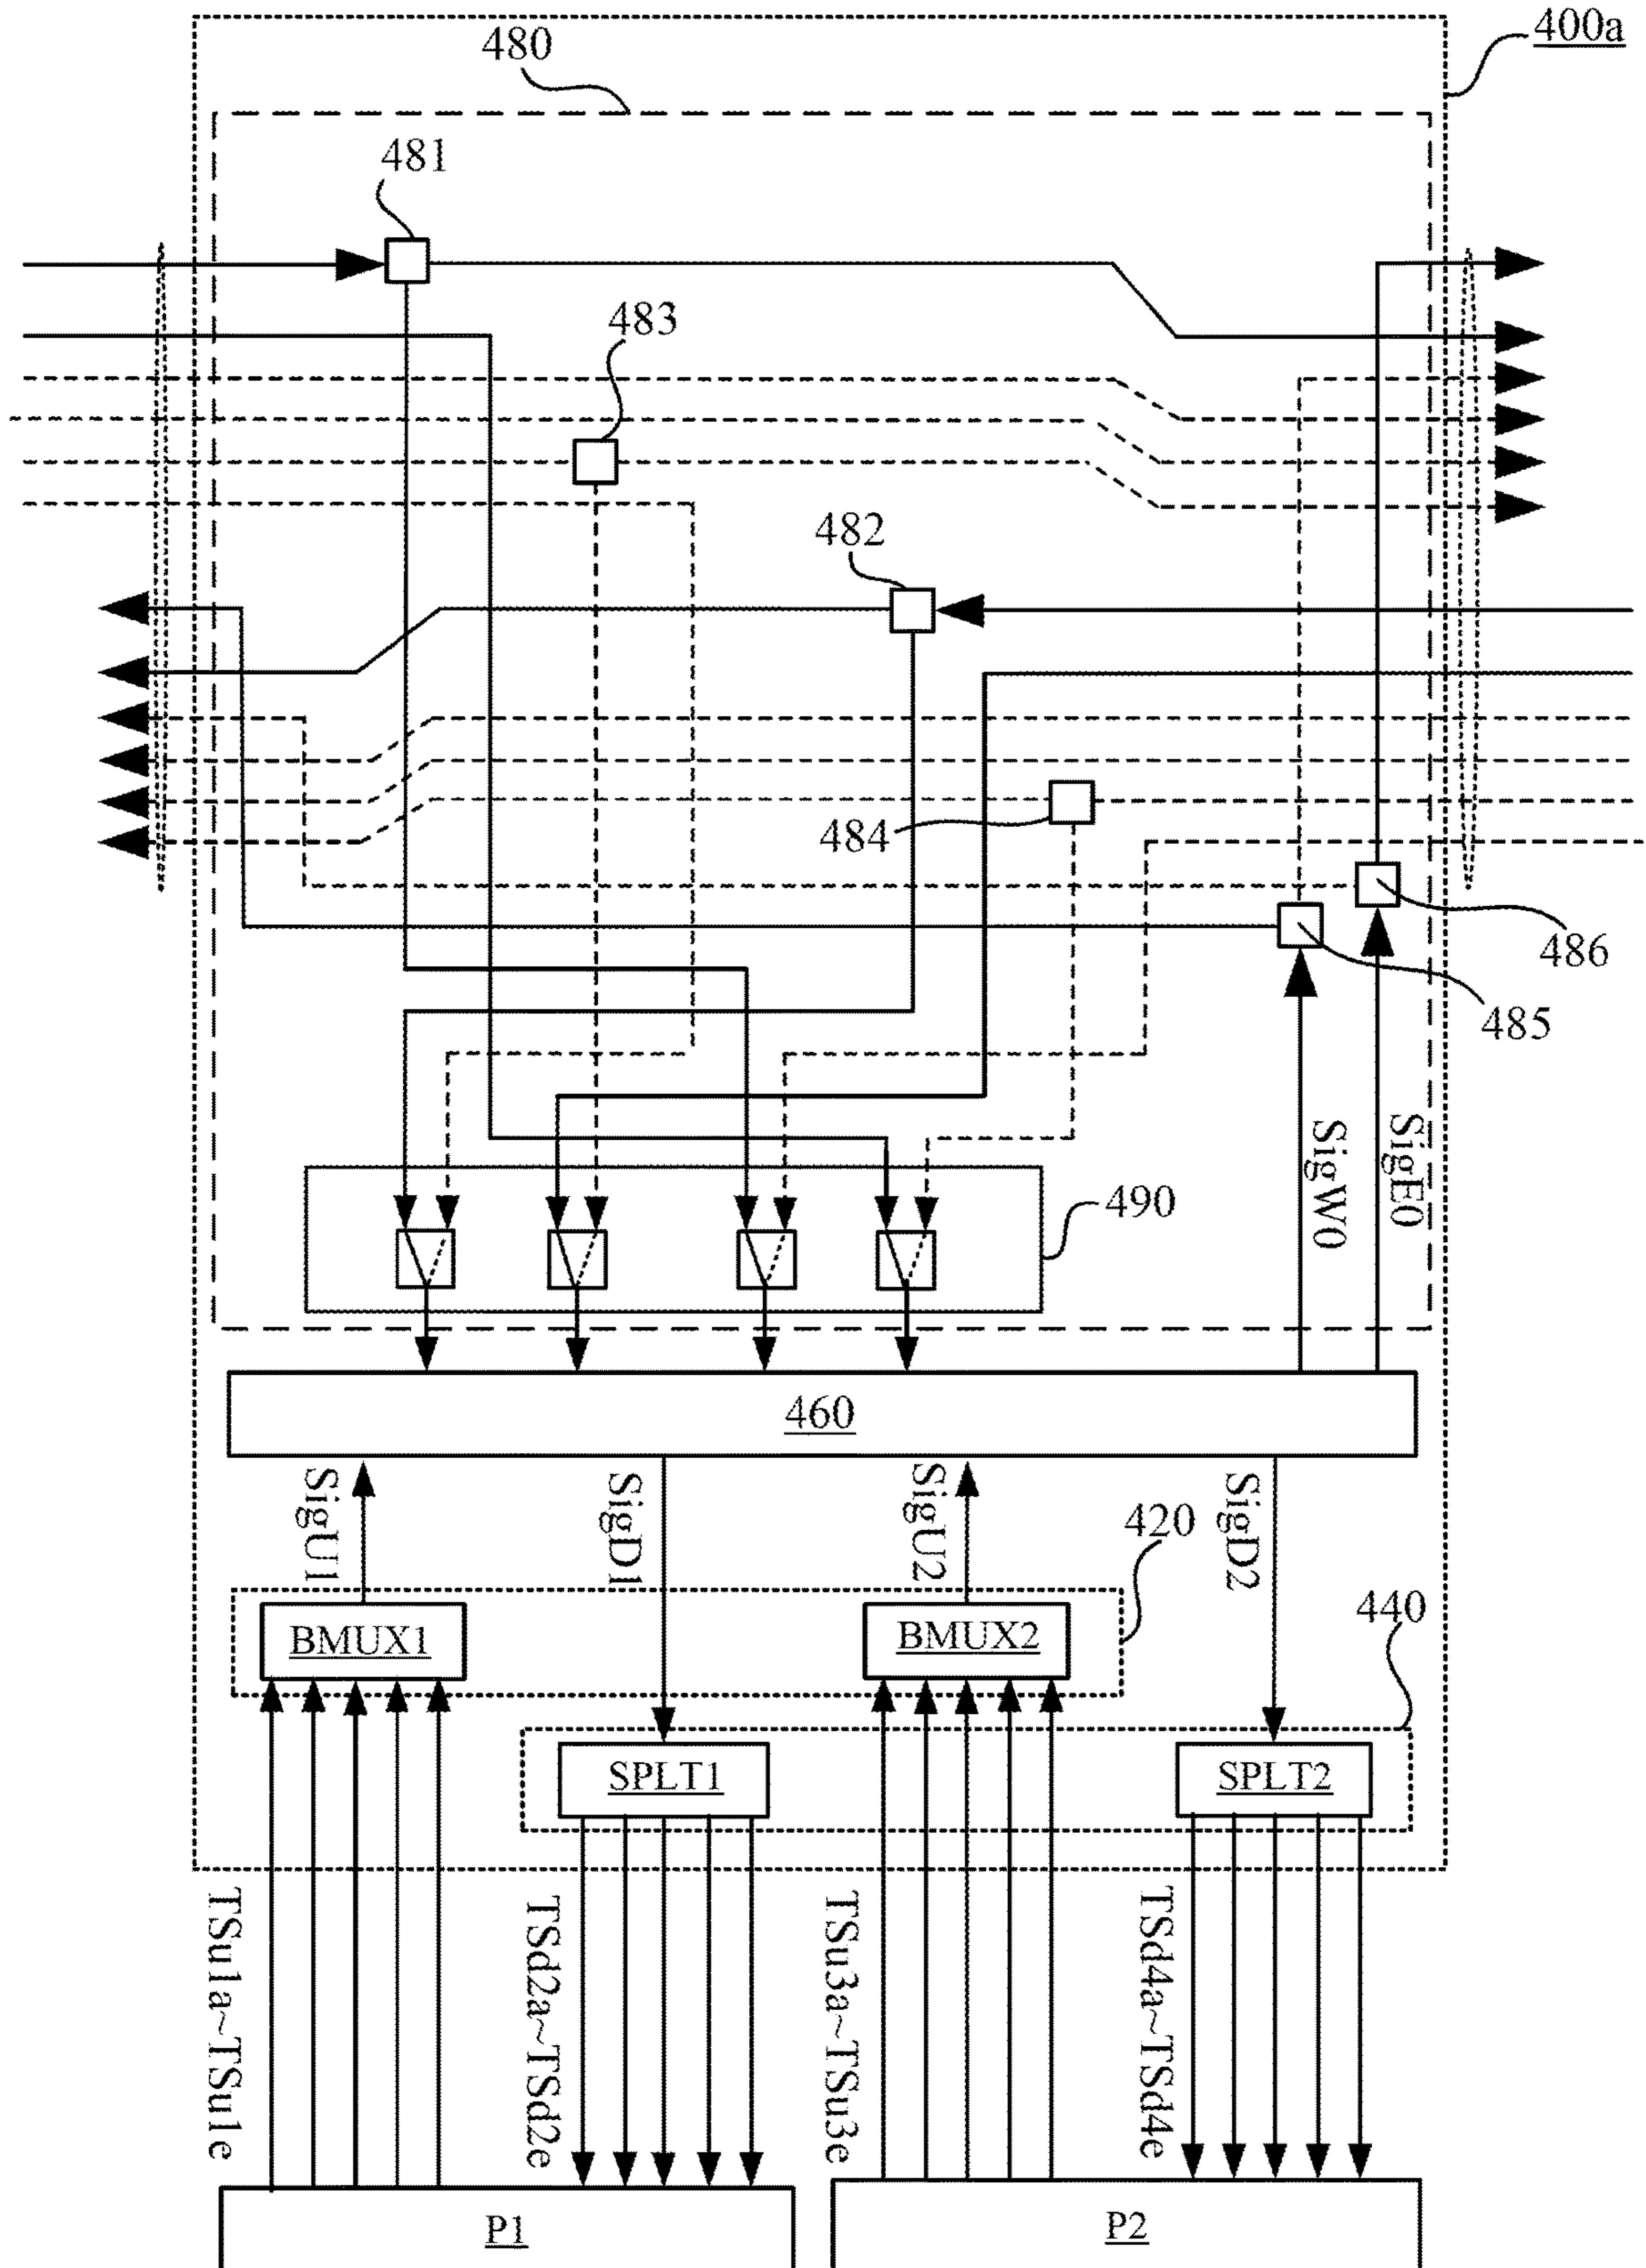 400a
480
481
483
482
484
486
485
490
SigW0
SigE0
460
SigU1
SigD1
SigU2
SigD2
420
440
BMUX1
BMUX2
SPLT1
SPLT2
TSu1a~TSu1e
TSd2a~TSd2e
TSu3a~TSu3e
TSd4a~TSd4e
P1
P2